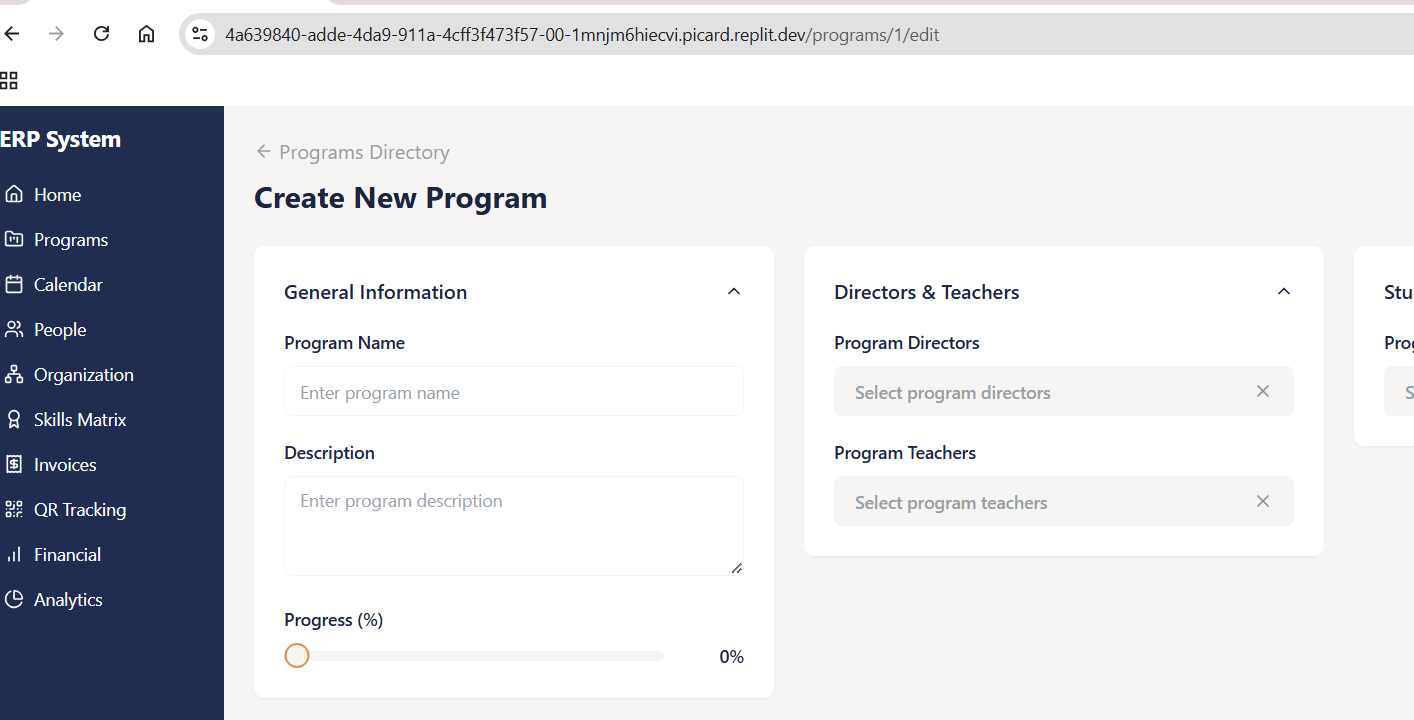 4a639840-adde-4da9-911a-4cff3f473f57-00-1mnjm6hiecvi.picard.replit.dev/programs/1/edit
ERP System
Home
Programs
Calendar
People
Organization
Skills Matrix
Invoices
QR Tracking
Financial
Analytics
Programs Directory
Create New Program
General Information
Program Name
Enter program name
Description
Enter program description
Progress (%)
0%
Directors & Teachers
Program Directors
Select program directors
Program Teachers
Select program teachers
Stu
Prog
S